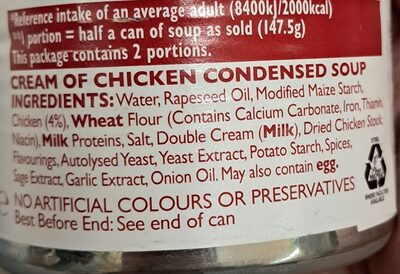 *Reference intake of an average adult (8400kJ/2000kcal)
portion = half a can of soup as sold (147.5g)
This package contains 2 portions.
CREAM OF CHICKEN CONDENSED SOUP
INGREDIENTS: Water, Rapeseed Oil, Modified Maize Starch,
Chicken (4%), Wheat Flour (Contains Calcium Carbonate, Iron, Thiamin,
Niacin), Milk Proteins, Salt, Double Cream (Milk), Dried Chicken Stock,
Flavourings, Autolysed Yeast, Yeast Extract, Potato Starch, Spices,
Sage Extract, Garlic Extract, Onion Oil. May also contain egg.
NO ARTIFICIAL COLOURS OR PRESERVATIVES
Best Before End: See end of can